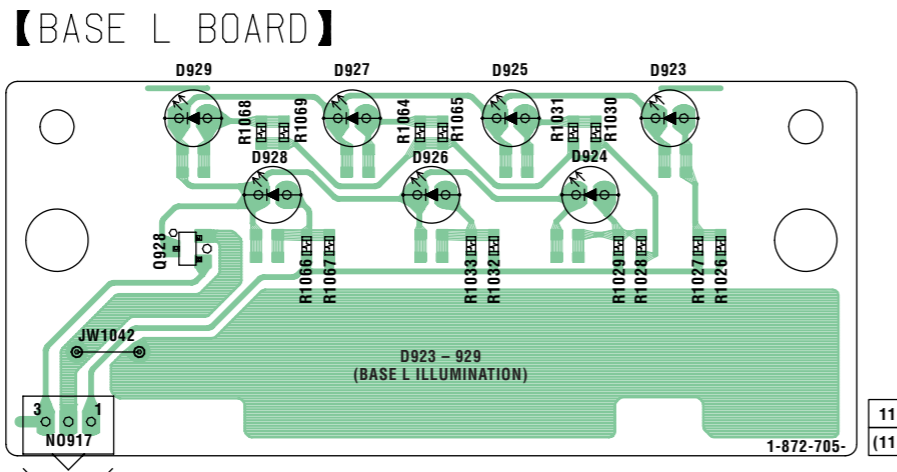 【BASE L BOARD】
D929 D927 D925 D923
R1068 R1069 R1064 R1065 R1031 R1030
D928 D926 D924
Q928 R1066 R1067 R1033 R1032 R1029 R1028 R1027 R1026
JW1042
D923 – 929
(BASE L ILLUMINATION)
3 1
NO917
1-872-705-
11
(11